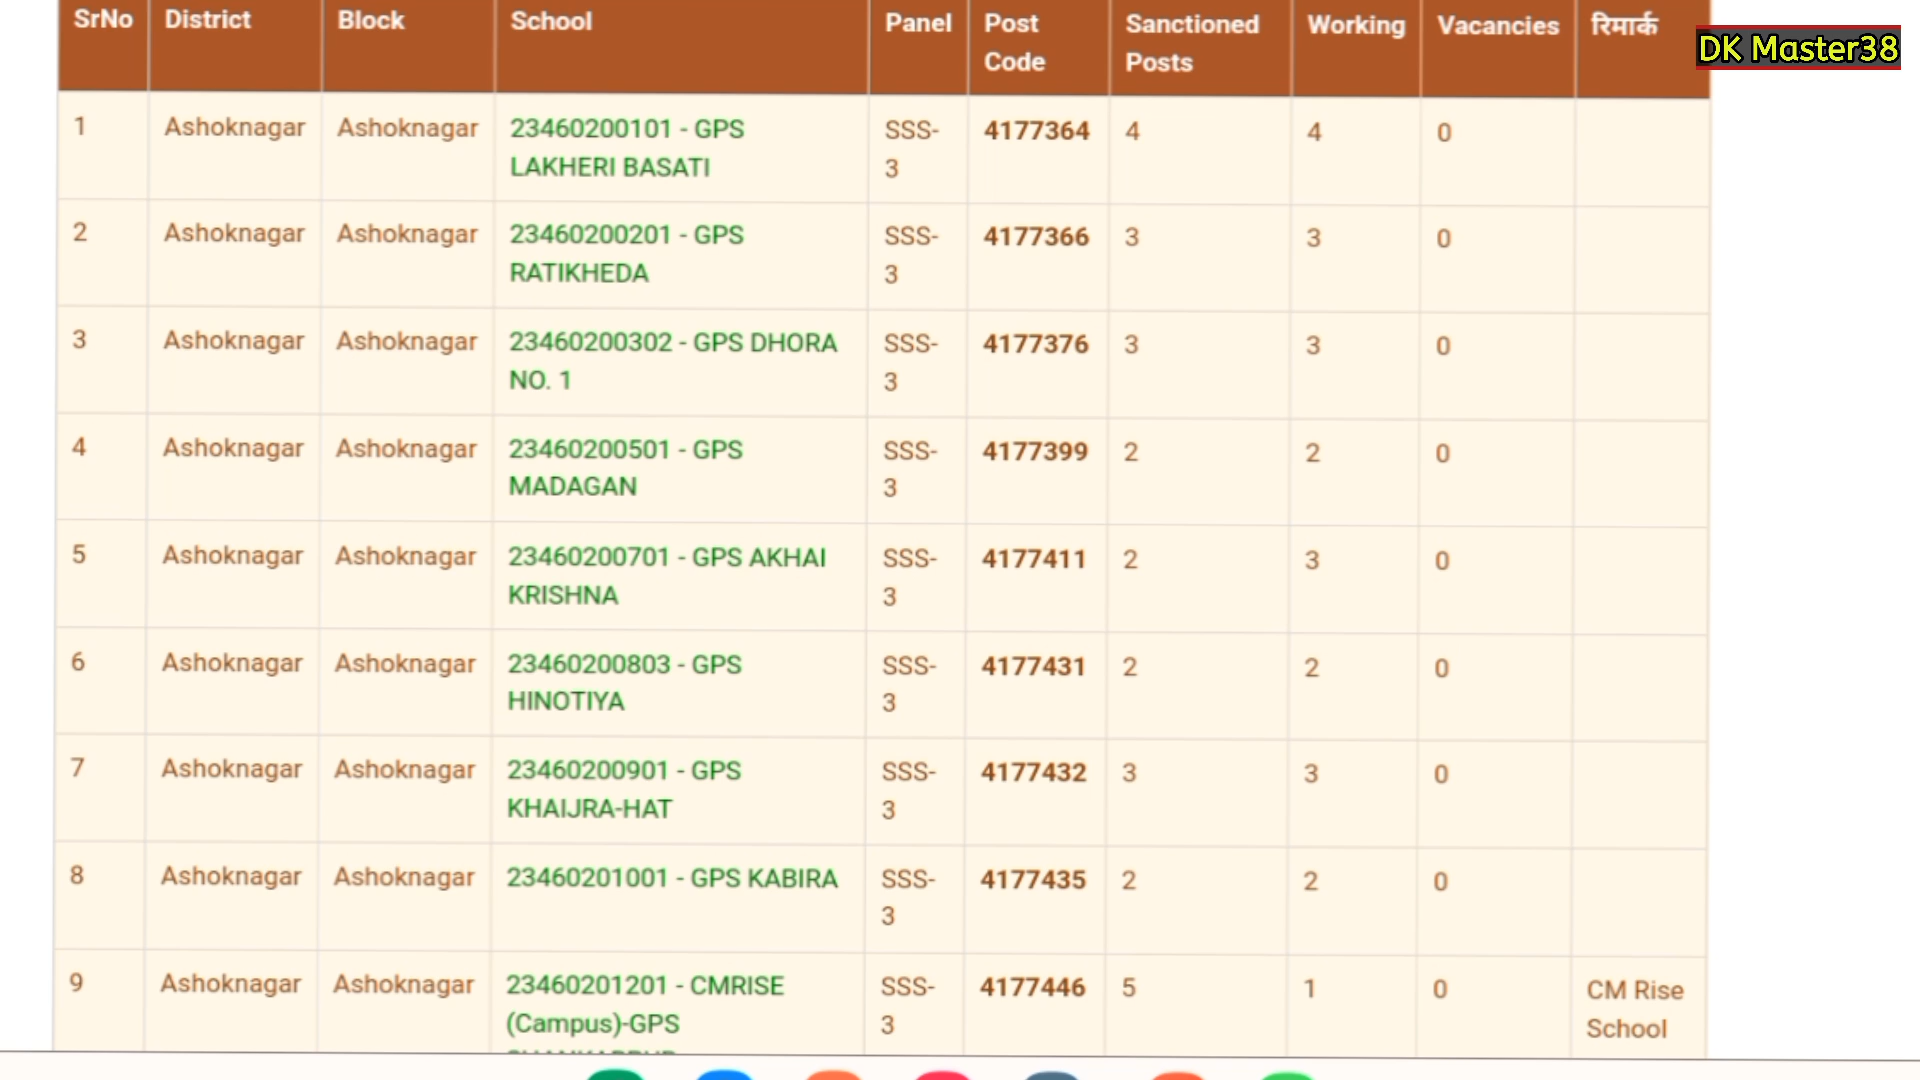 SrNo District Block School Panel Post Code Sanctioned Posts Working Vacancies रिमार्क
DK Master38
1 Ashoknagar Ashoknagar 23460200101 - GPS LAKHERI BASATI SSS-3 4177364 4 4 0
2 Ashoknagar Ashoknagar 23460200201 - GPS RATIKHEDA SSS-3 4177366 3 3 0
3 Ashoknagar Ashoknagar 23460200302 - GPS DHORA NO. 1 SSS-3 4177376 3 3 0
4 Ashoknagar Ashoknagar 23460200501 - GPS MADAGAN SSS-3 4177399 2 2 0
5 Ashoknagar Ashoknagar 23460200701 - GPS AKHAI KRISHNA SSS-3 4177411 2 3 0
6 Ashoknagar Ashoknagar 23460200803 - GPS HINOTIYA SSS-3 4177431 2 2 0
7 Ashoknagar Ashoknagar 23460200901 - GPS KHAIJRA-HAT SSS-3 4177432 3 3 0
8 Ashoknagar Ashoknagar 23460201001 - GPS KABIRA SSS-3 4177435 2 2 0
9 Ashoknagar Ashoknagar 23460201201 - CMRISE (Campus)-GPS SSS-3 4177446 5 1 0 CM Rise School